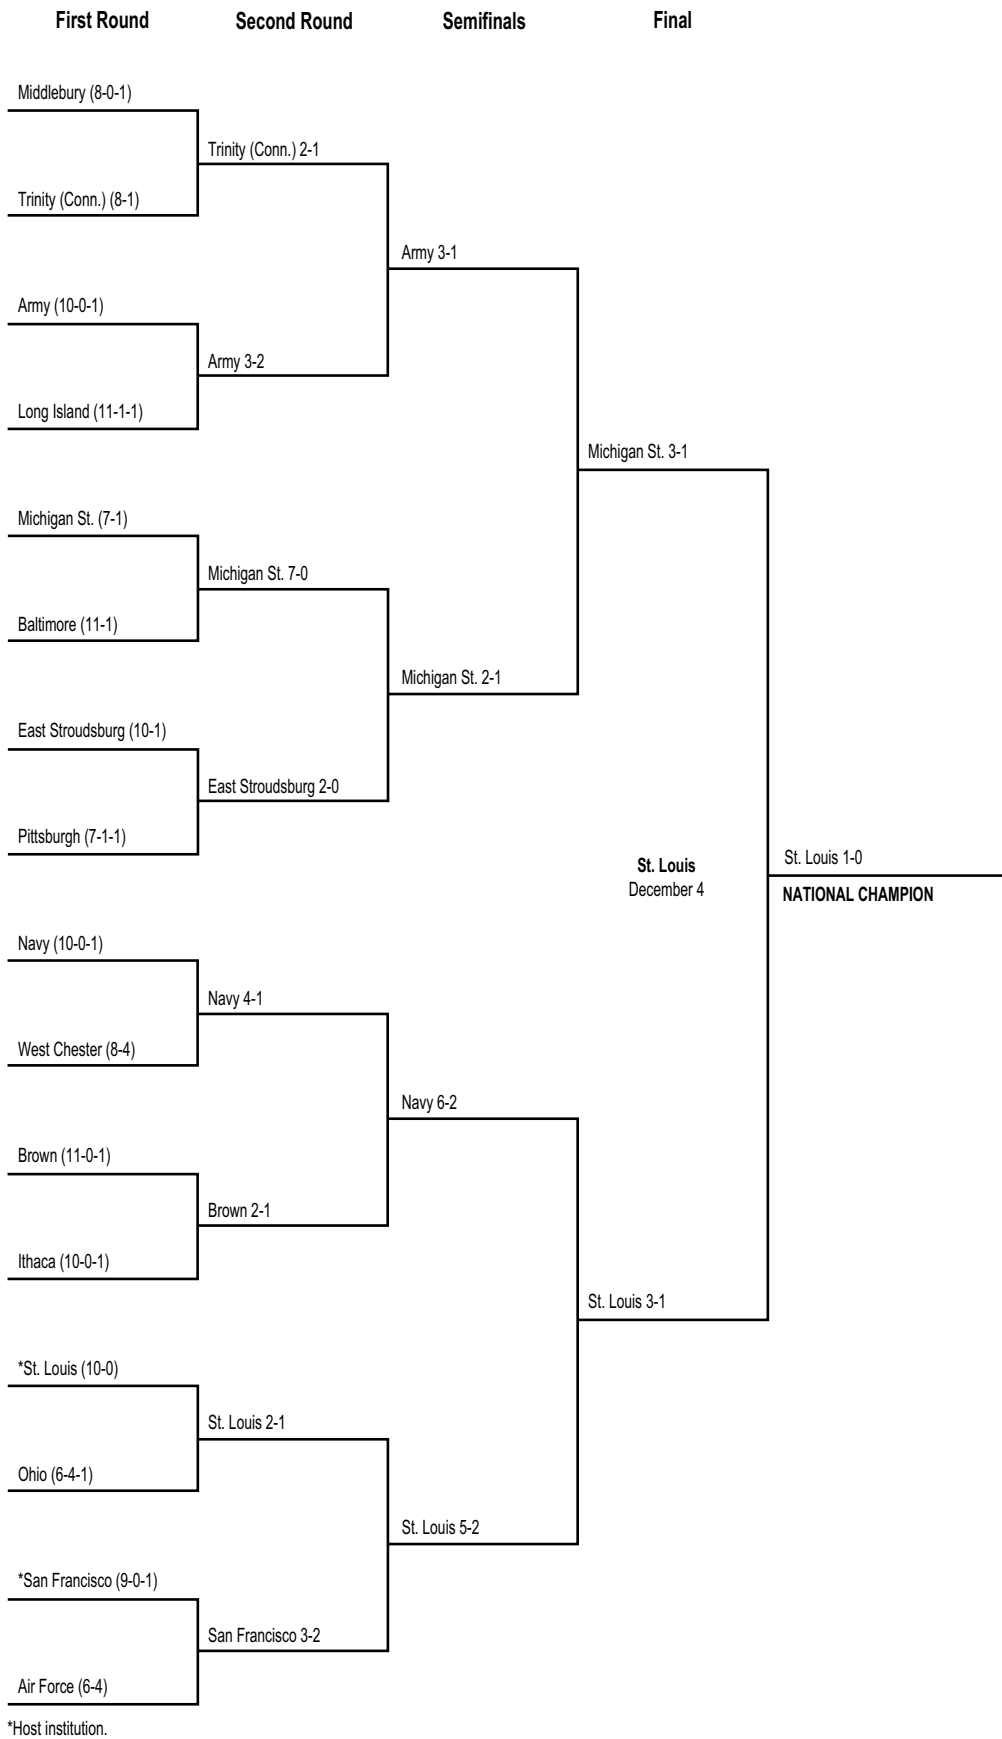 First Round Second Round Semifinals Final
Middlebury (8-0-1)
Trinity (Conn.) 2-1
Trinity (Conn.) (8-1)
Army 3-1
Army (10-0-1)
Army 3-2
Long Island (11-1-1)
Michigan St. 3-1
Michigan St. (7-1)
Michigan St. 7-0
Baltimore (11-1)
Michigan St. 2-1
East Stroudsburg (10-1)
East Stroudsburg 2-0
Pittsburgh (7-1-1)
St. Louis
December 4
St. Louis 1-0
NATIONAL CHAMPION
Navy (10-0-1)
Navy 4-1
West Chester (8-4)
Navy 6-2
Brown (11-0-1)
Brown 2-1
Ithaca (10-0-1)
St. Louis 3-1
*St. Louis (10-0)
St. Louis 2-1
Ohio (6-4-1)
St. Louis 5-2
*San Francisco (9-0-1)
San Francisco 3-2
Air Force (6-4)
*Host institution.